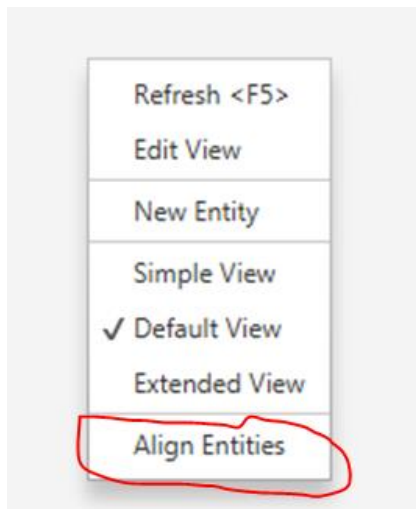 Refresh <F5>
Edit View
New Entity
Simple View
✓ Default View
Extended View
Align Entities